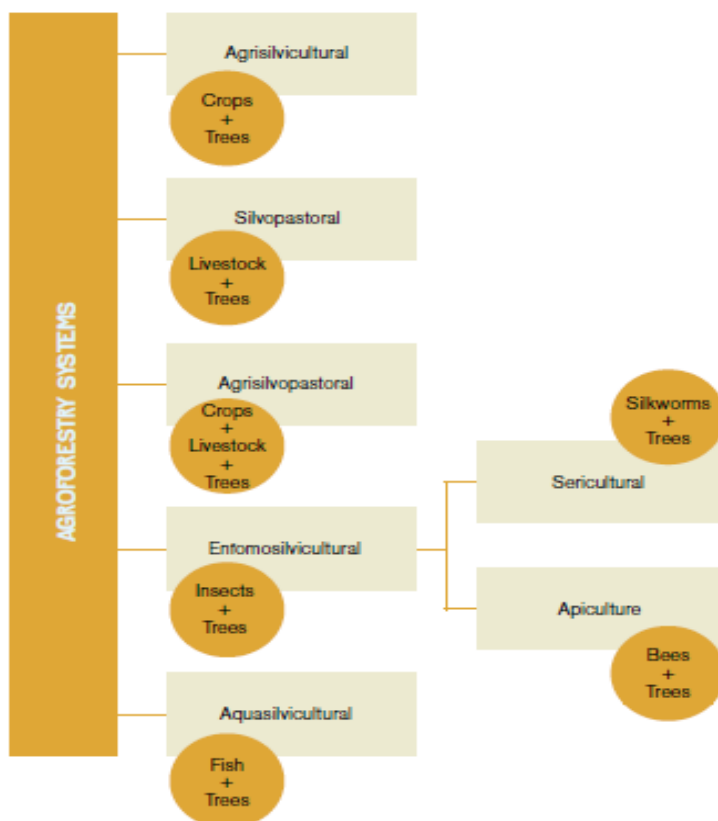 AGROFORESTRY SYSTEMS
Agrisilvicultural
Crops
+
Trees
Silvopastoral
Livestock
+
Trees
Agrisilvopastoral
Crops
+
Livestock
+
Trees
Entomosilvicultural
Insects
+
Trees
Silkworms
+
Trees
Sericultural
Apiculture
Bees
+
Trees
Aquasilvicultural
Fish
+
Trees